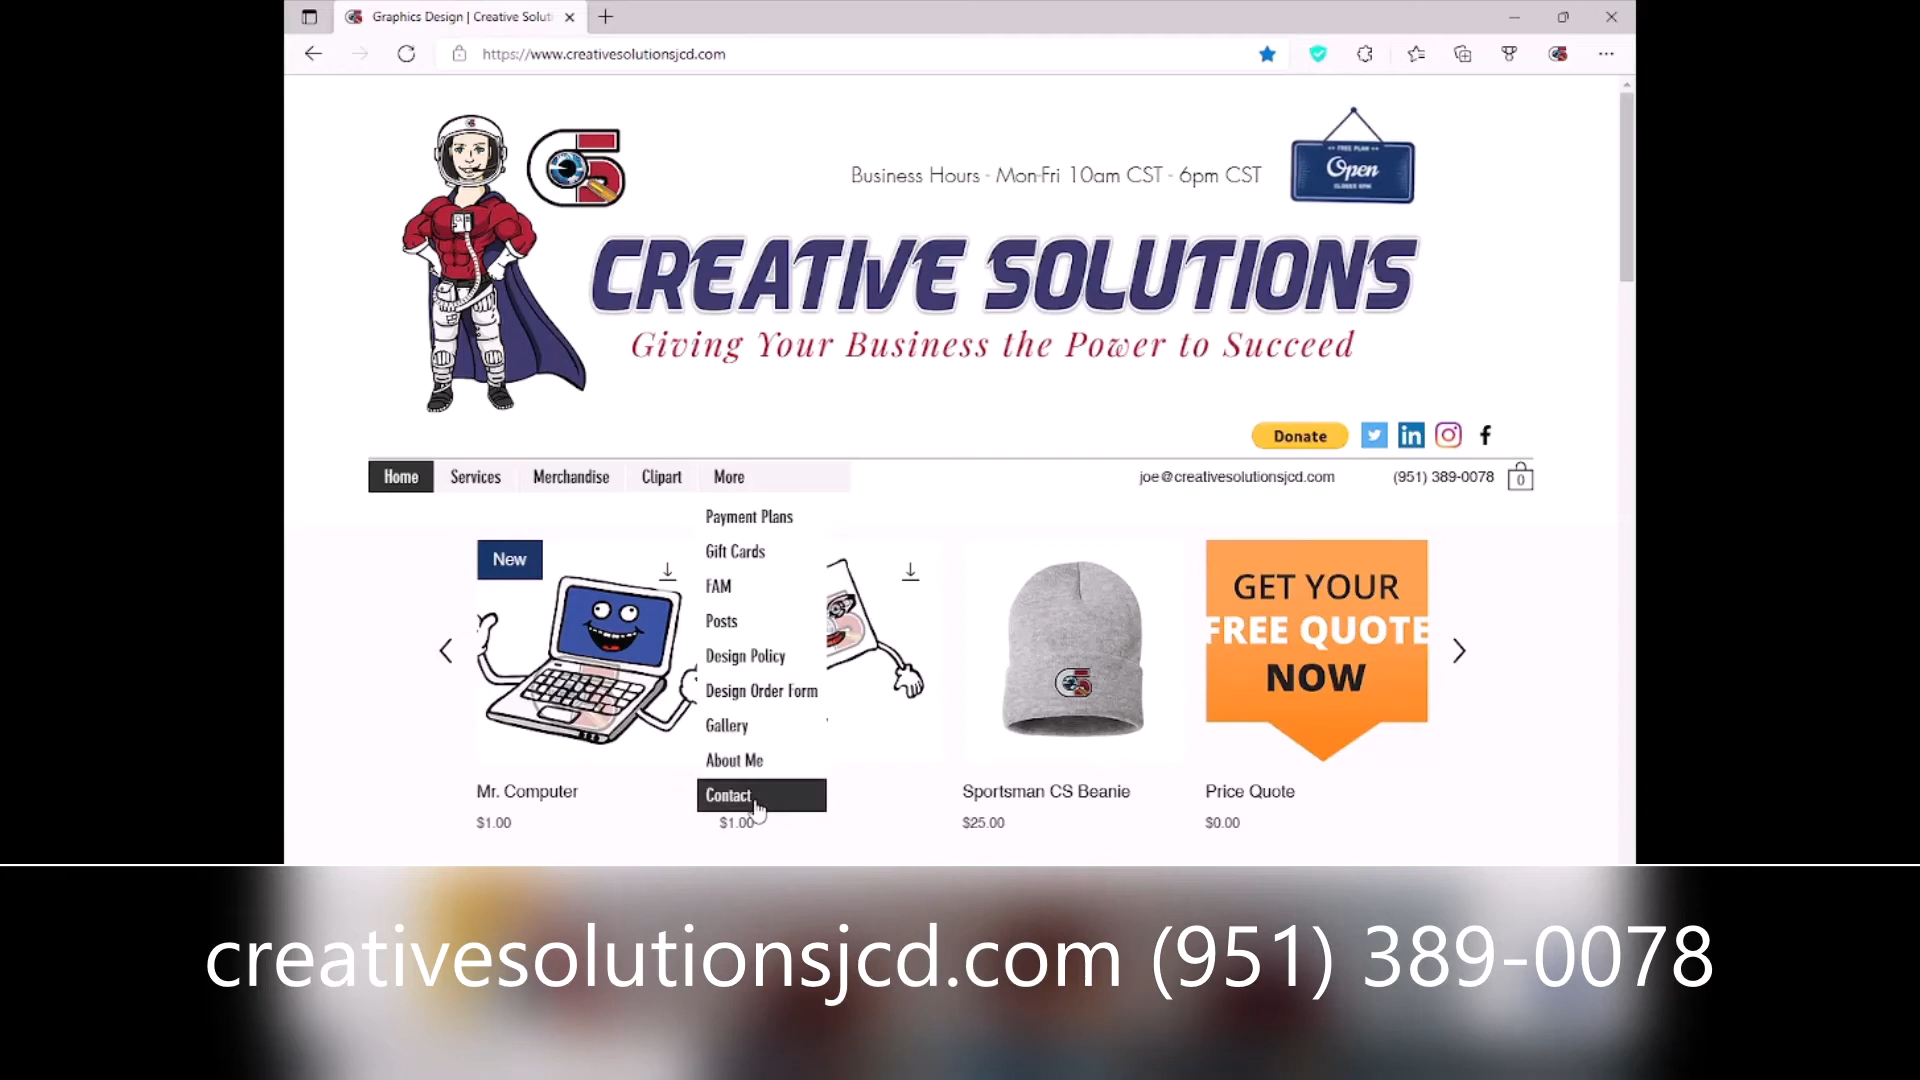 Graphics Design | Creative Soluti
https://www.creativesolutionsjcd.com
Business Hours - Mon-Fri 10am CST - 6pm CST
FREE PLAN
Open
CLOSED 6PM
CREATIVE SOLUTIONS
Giving Your Business the Power to Succeed
Donate
Home Services Merchandise Clipart More
joe@creativesolutionsjcd.com (951) 389-0078 0
Payment Plans
Gift Cards
FAM
Posts
Design Policy
Design Order Form
Gallery
About Me
Contact
New
GET YOUR
FREE QUOTE
NOW
Mr. Computer
$1.00
$1.00
Sportsman CS Beanie
$25.00
Price Quote
$0.00
creativesolutionsjcd.com (951) 389-0078